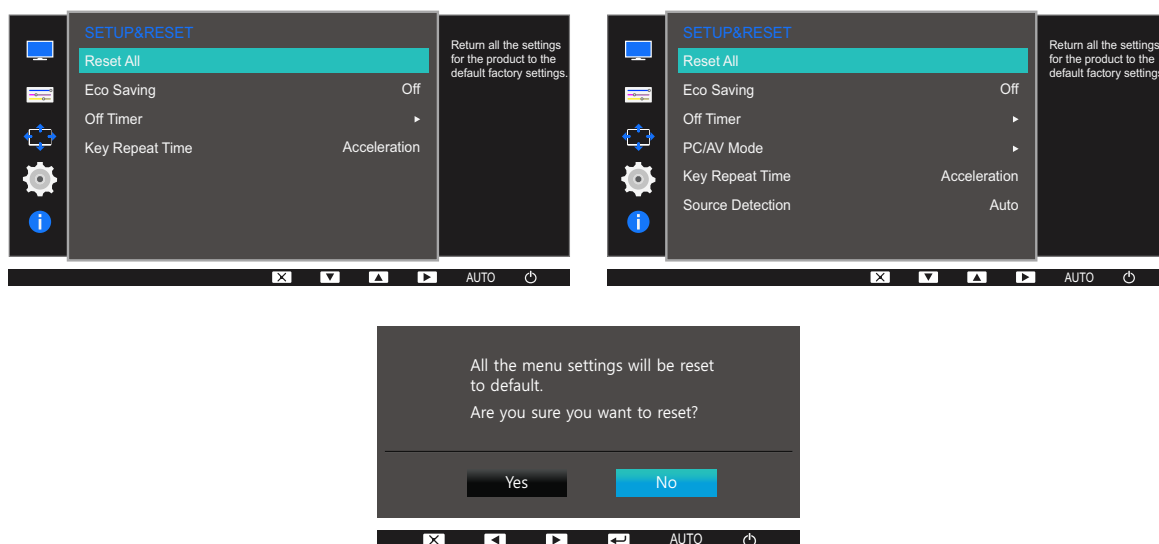 SETUP&RESET
Reset All
Eco Saving Off
Off Timer
Key Repeat Time Acceleration
Return all the settings
for the product to the
default factory settings.
AUTO
SETUP&RESET
Reset All
Eco Saving Off
Off Timer
PC/AV Mode
Key Repeat Time Acceleration
Source Detection Auto
Return all the settings
for the product to the
default factory settings
AUTO
All the menu settings will be reset
to default.
Are you sure you want to reset?
Yes No
AUTO